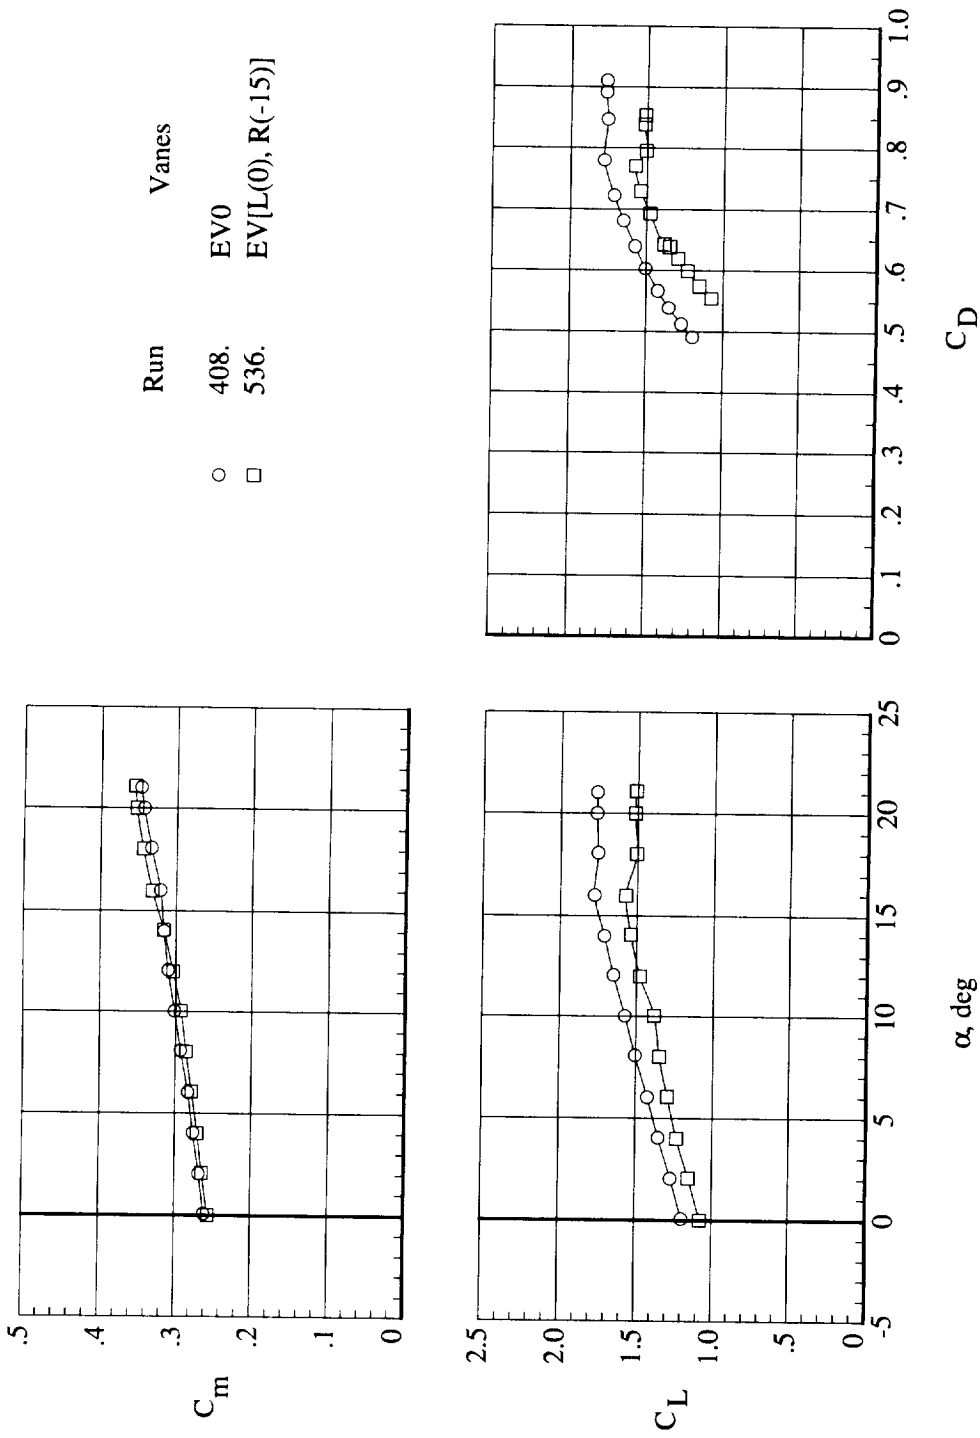 Run Vanes
408. EV0
536. EV[L(0), R(-15)]
.5
.4
.3
.2
.1
0
C_m
2.5
2.0
1.5
1.0
.5
0
C_L
-5 0 5 10 15 20 25
α, deg
0 .1 .2 .3 .4 .5 .6 .7 .8 .9 1.0
C_D